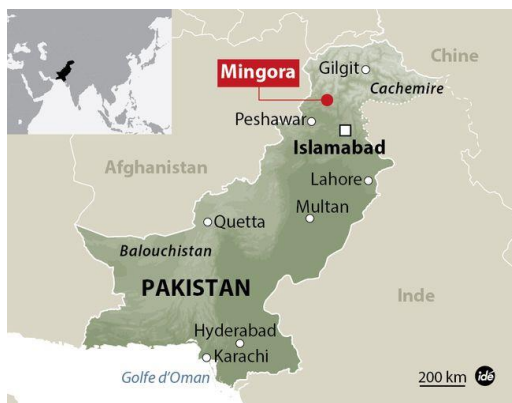 Chine
Mingora
Gilgit
Cachemire
Peshawar
Islamabad
Afghanistan
Lahore
Multan
Quetta
Balouchistan
PAKISTAN
Inde
Hyderabad
Karachi
Golfe d'Oman
200 km
idé